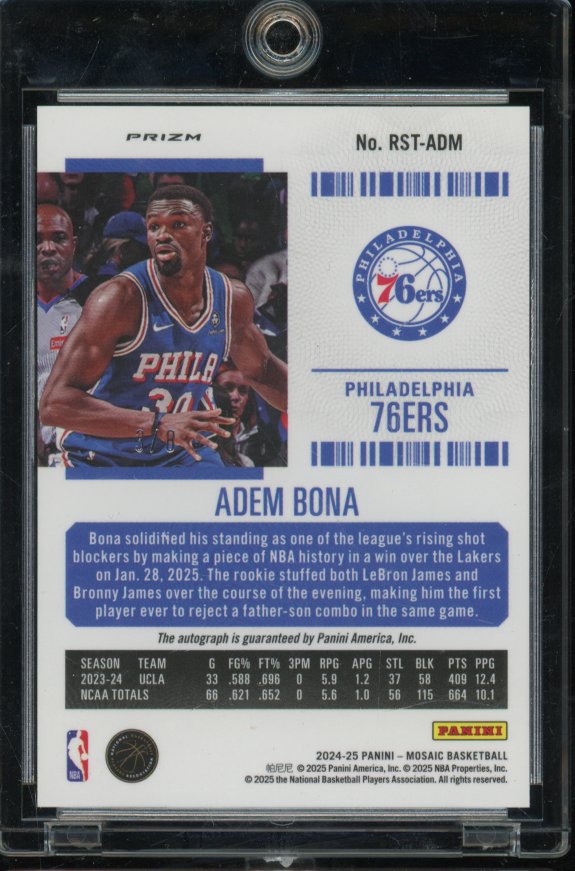 PRIZM
No. RST-ADM
PHILADELPHIA
76ers
PHILA
30
3/8
PHILADELPHIA
76ERS
ADEM BONA
Bona solidified his standing as one of the league's rising shot
blockers by making a piece of NBA history in a win over the Lakers
on Jan. 28, 2025. The rookie stuffed both LeBron James and
Bronny James over the course of the evening, making him the first
player ever to reject a father-son combo in the same game.
The autograph is guaranteed by Panini America, Inc.
SEASON TEAM G FG% FT% 3PM RPG APG STL BLK PTS PPG
2023-24 UCLA 33 .588 .696 0 5.9 1.2 37 58 409 12.4
NCAA TOTALS 66 .621 .652 0 5.6 1.0 56 115 664 10.1
PANINI
NBA
2024-25 PANINI – MOSAIC BASKETBALL
帕尼尼 © 2025 Panini America, Inc. © 2025 NBA Properties, Inc.
© 2025 the National Basketball Players Association. All rights reserved.